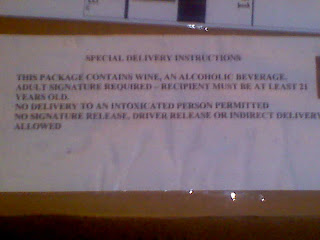 SPECIAL DELIVERY INSTRUCTIONS
THIS PACKAGE CONTAINS WINE, AN ALCOHOLIC BEVERAGE.
ADULT SIGNATURE REQUIRED – RECIPIENT MUST BE AT LEAST 21
YEARS OLD.
NO DELIVERY TO AN INTOXICATED PERSON PERMITTED
NO SIGNATURE RELEASE, DRIVER RELEASE OR INDIRECT DELIVERY
ALLOWED